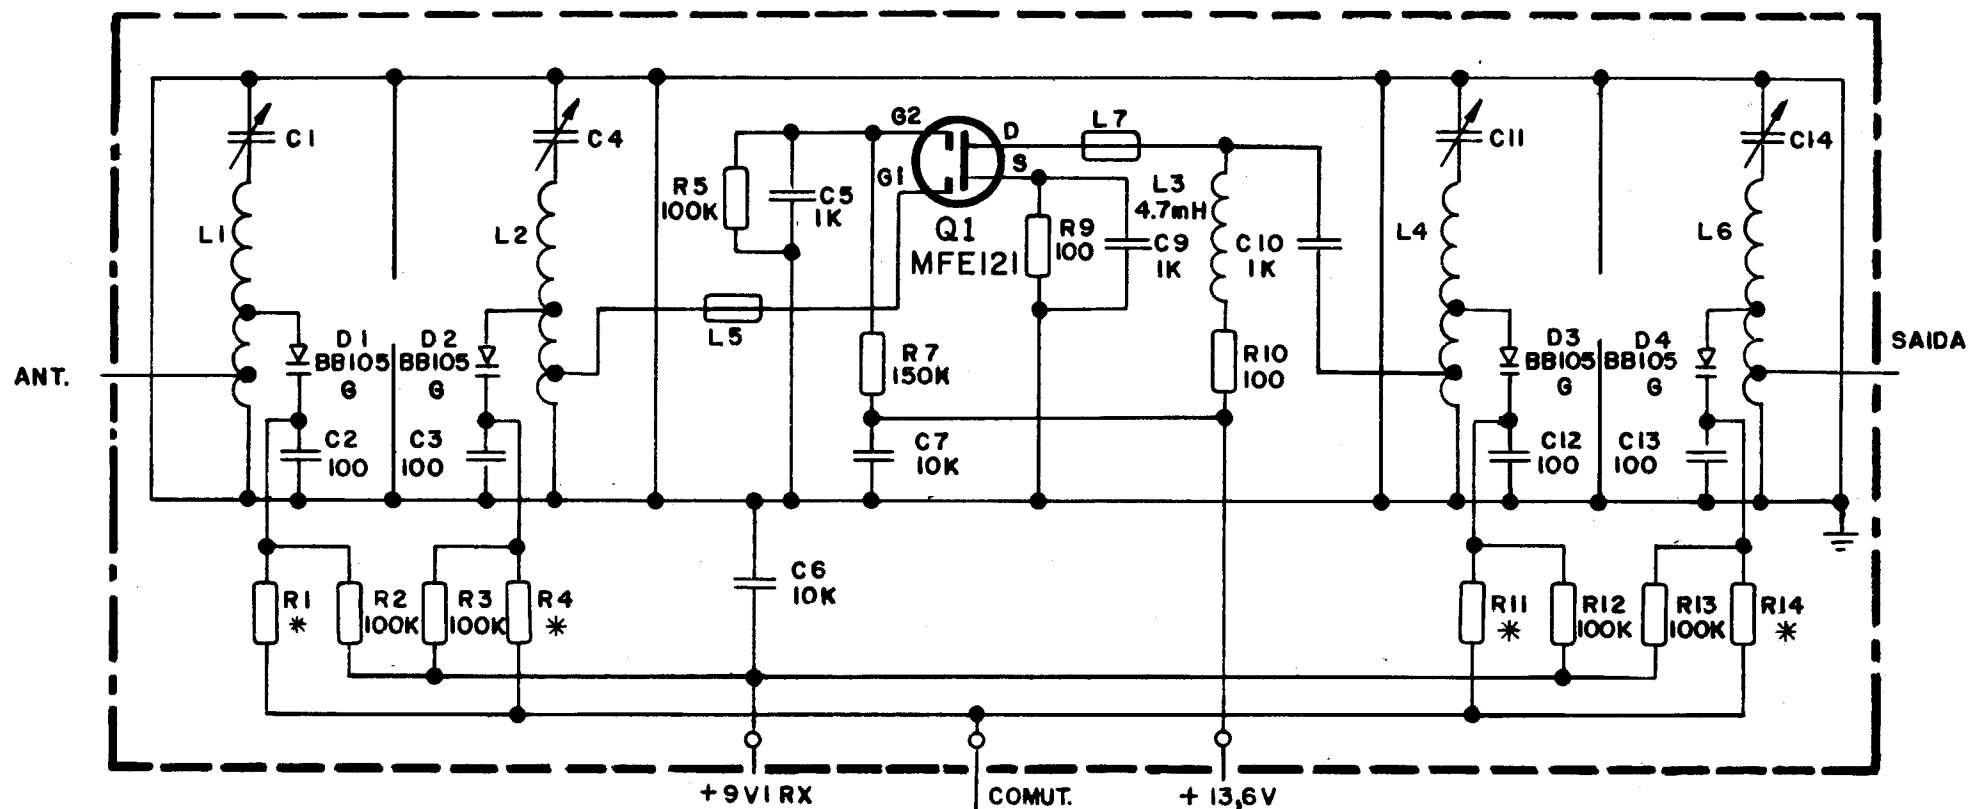 C1
C4
G2
D
L7
C11
C14
G1
S
R5
100K
C5
1K
L3
4.7mH
L1
L2
Q1
MFE121
R9
100
C9
1K
C10
1K
L4
L6
L5
D1
BB105
G
D2
BB105
G
R7
150K
R10
100
D3
BB105
G
D4
BB105
G
SAIDA
ANT.
C2
100
C3
100
C7
10K
C12
100
C13
100
C6
10K
R1
*
R2
100K
R3
100K
R4
*
R11
*
R12
100K
R13
100K
R14
*
+9V1RX
COMUT.
+13,6V